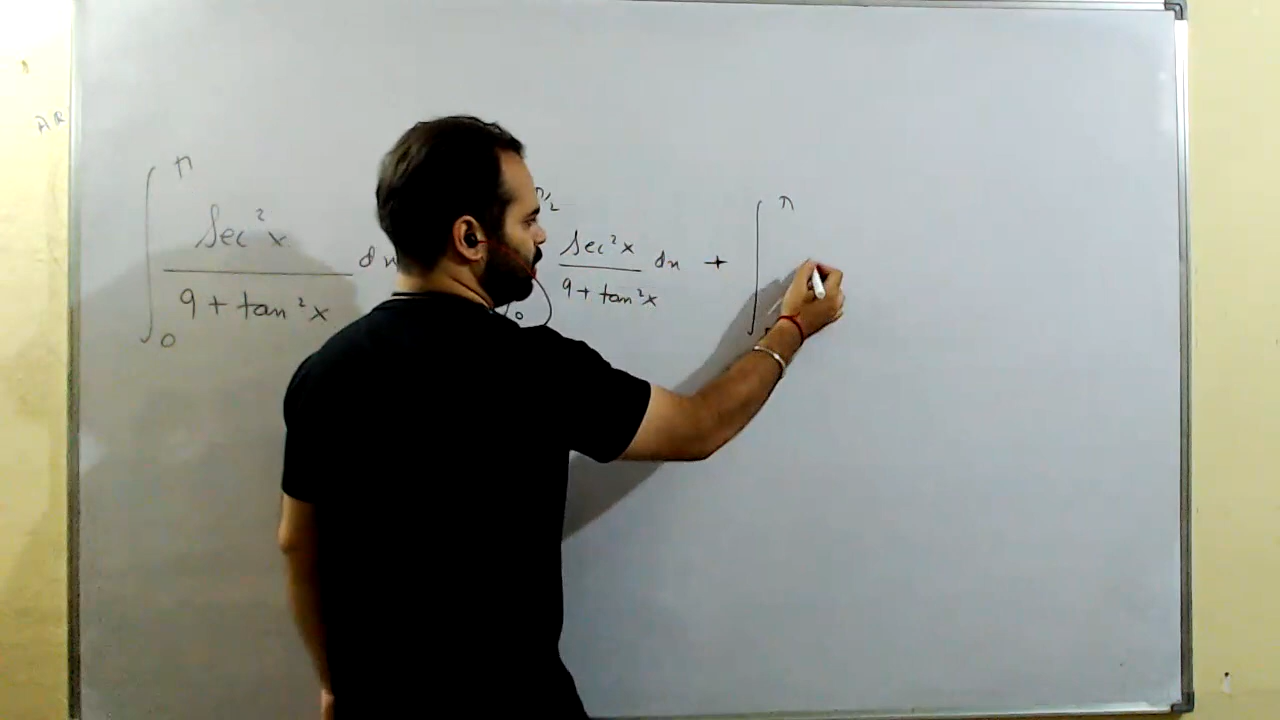 ∫₀^π sec²x / (9 + tan²x) dx ∫₀^(π/2) sec²x / (9 + tan²x) dx + ∫^π